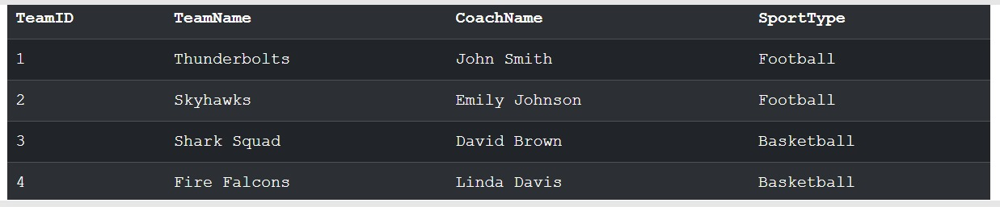 TeamID TeamName CoachName SportType
1 Thunderbolts John Smith Football
2 Skyhawks Emily Johnson Football
3 Shark Squad David Brown Basketball
4 Fire Falcons Linda Davis Basketball